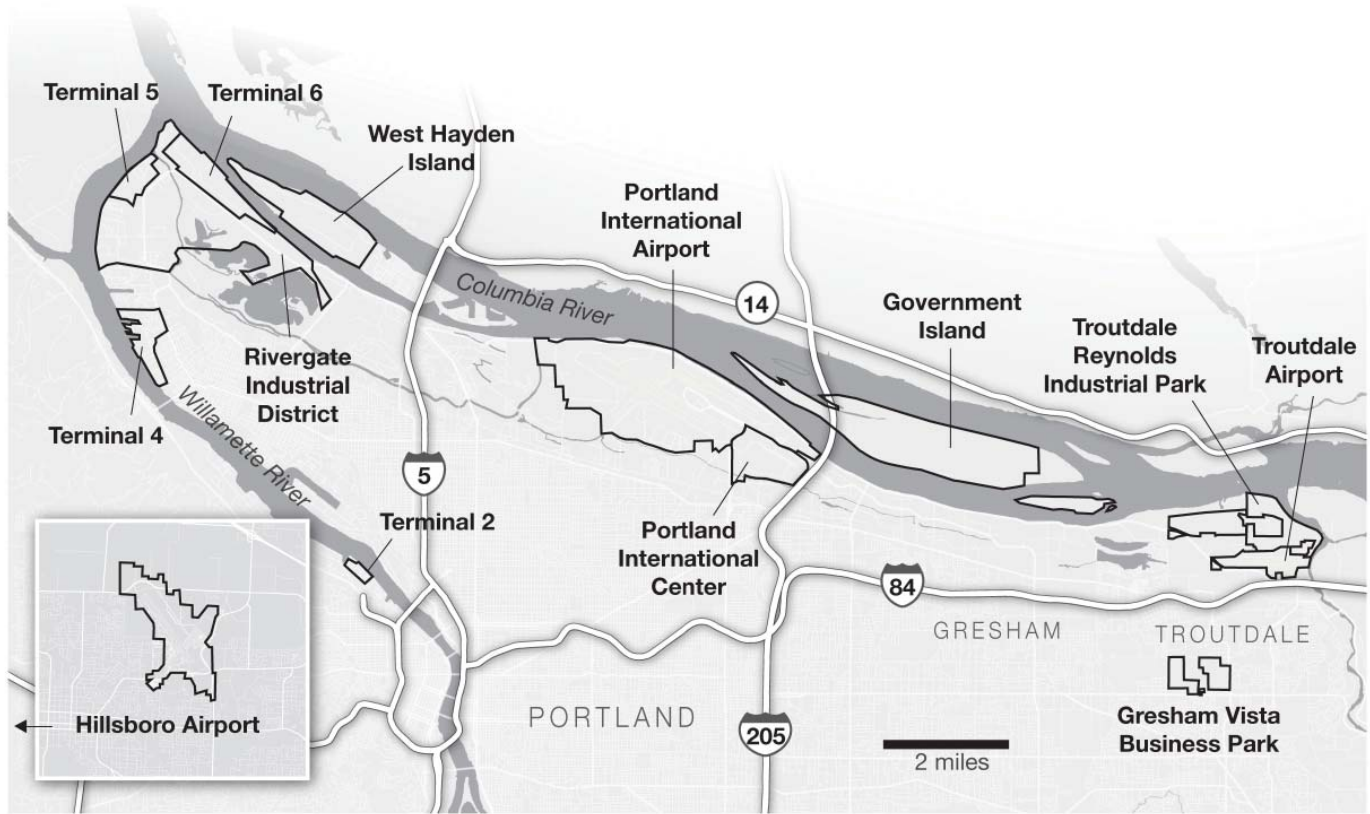 Terminal 5
Terminal 6
West Hayden
Island
Portland
International
Airport
Columbia River
14
Government
Island
Troutdale
Reynolds
Industrial Park
Troutdale
Airport
Rivergate
Industrial
District
Terminal 4
Willamette River
5
Terminal 2
Portland
International
Center
84
GRESHAM
TROUTDALE
Hillsboro Airport
PORTLAND
205
2 miles
Gresham Vista
Business Park